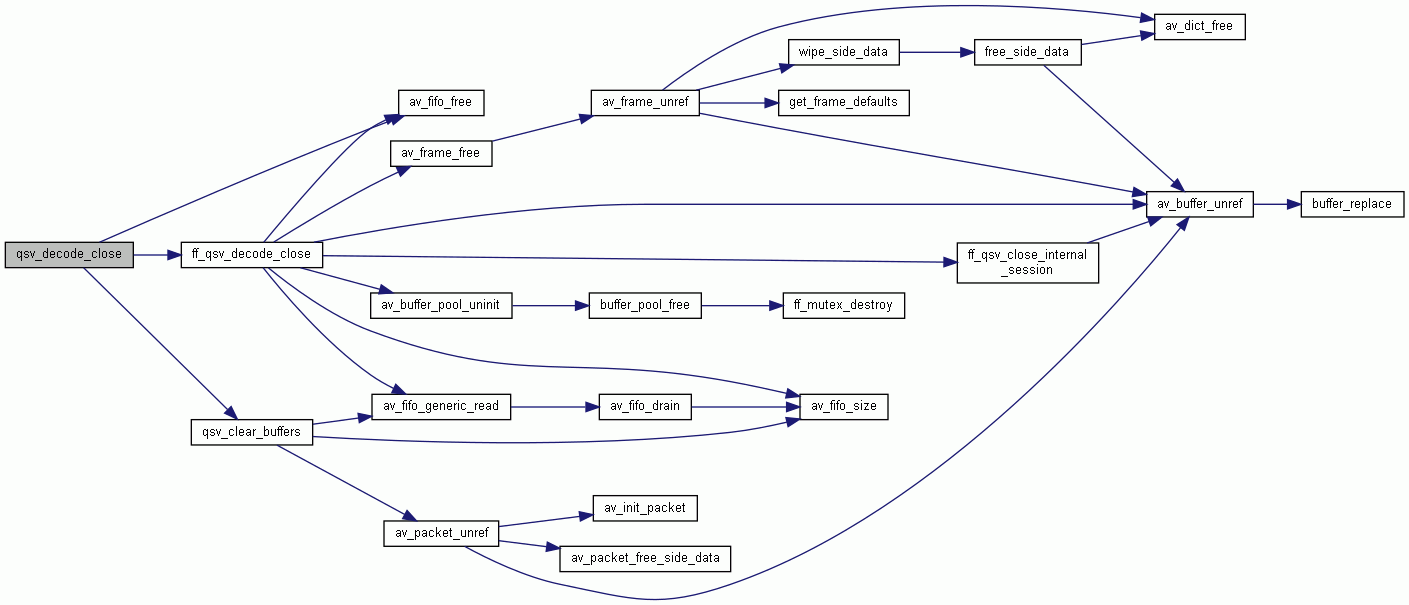 av_dict_free
wipe_side_data
free_side_data
av_fifo_free
av_frame_unref
get_frame_defaults
av_frame_free
av_buffer_unref
buffer_replace
qsv_decode_close
ff_qsv_decode_close
ff_qsv_close_internal
_session
av_buffer_pool_uninit
buffer_pool_free
ff_mutex_destroy
av_fifo_generic_read
av_fifo_drain
av_fifo_size
qsv_clear_buffers
av_init_packet
av_packet_unref
av_packet_free_side_data